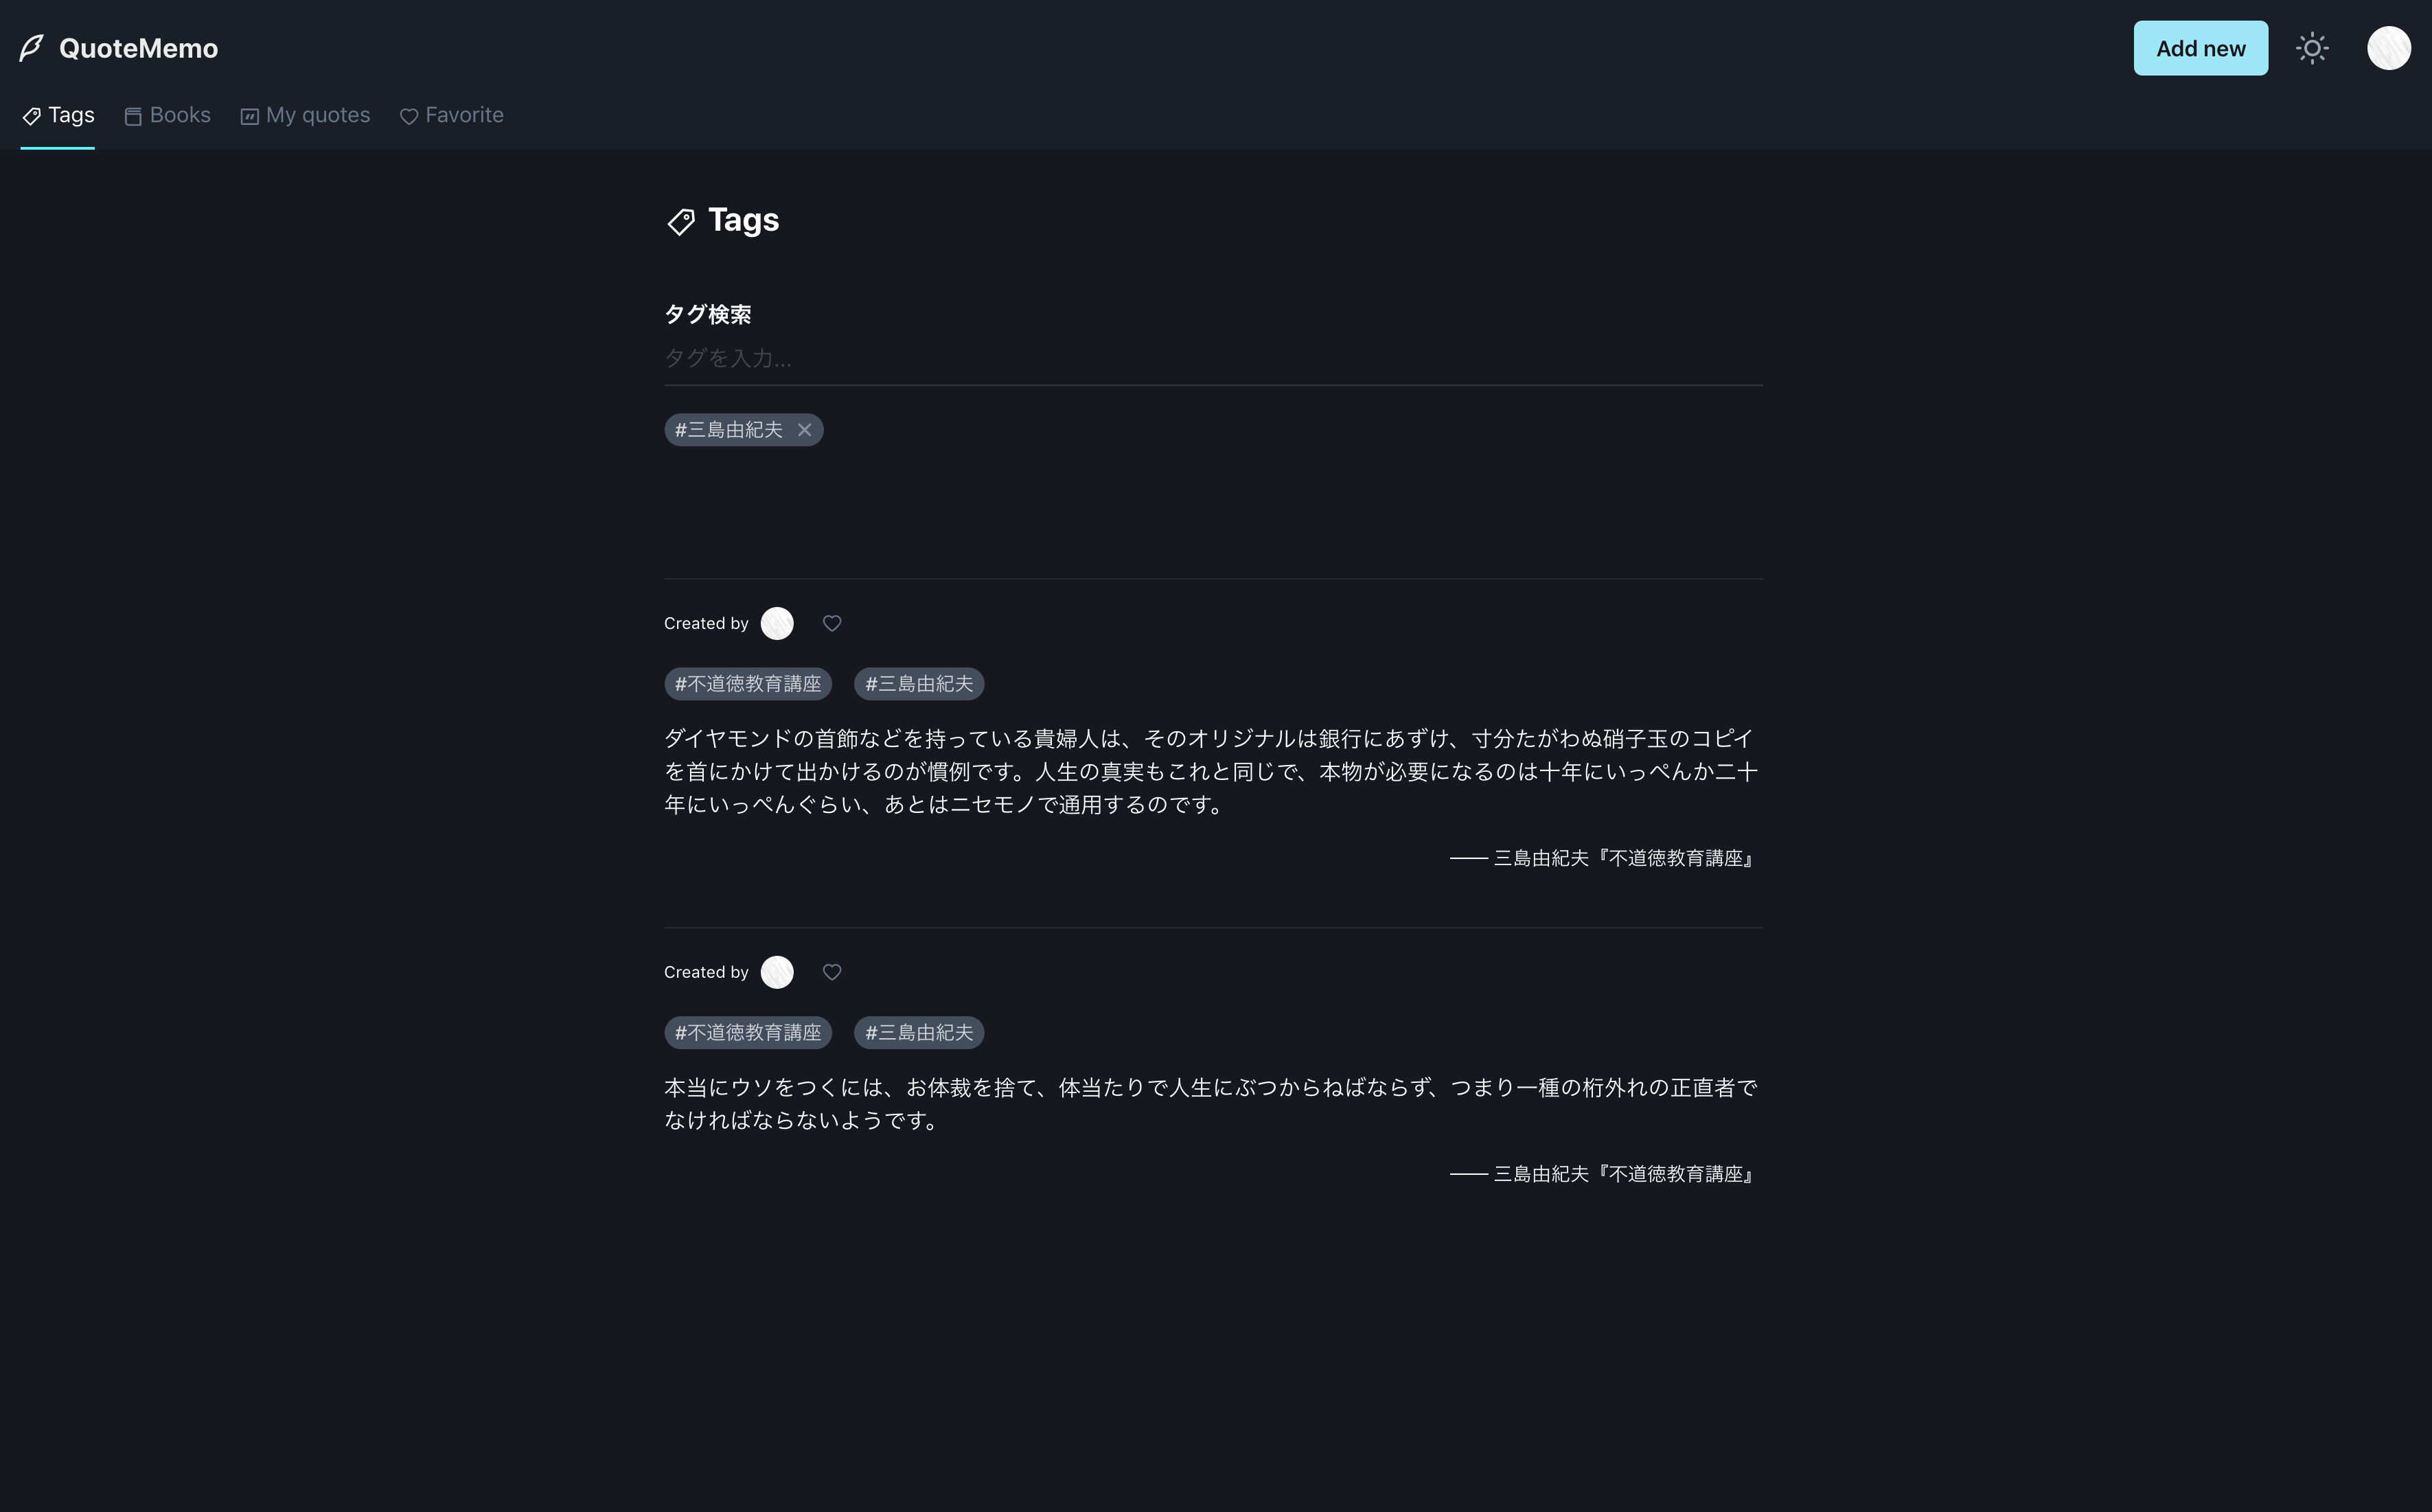 QuoteMemo
Add new
Tags
Books
My quotes
Favorite
Tags
タグ検索
タグを入力...
#三島由紀夫
Created by
#不道徳教育講座
#三島由紀夫
ダイヤモンドの首飾などを持っている貴婦人は、そのオリジナルは銀行にあずけ、寸分たがわぬ硝子玉のコピイ
を首にかけて出かけるのが慣例です。人生の真実もこれと同じで、本物が必要になるのは十年にいっぺんか二十
年にいっぺんぐらい、あとはニセモノで通用するのです。
―― 三島由紀夫『不道徳教育講座』
Created by
#不道徳教育講座
#三島由紀夫
本当にウソをつくには、お体裁を捨て、体当たりで人生にぶつからねばならず、つまり一種の桁外れの正直者で
なければならないようです。
―― 三島由紀夫『不道徳教育講座』